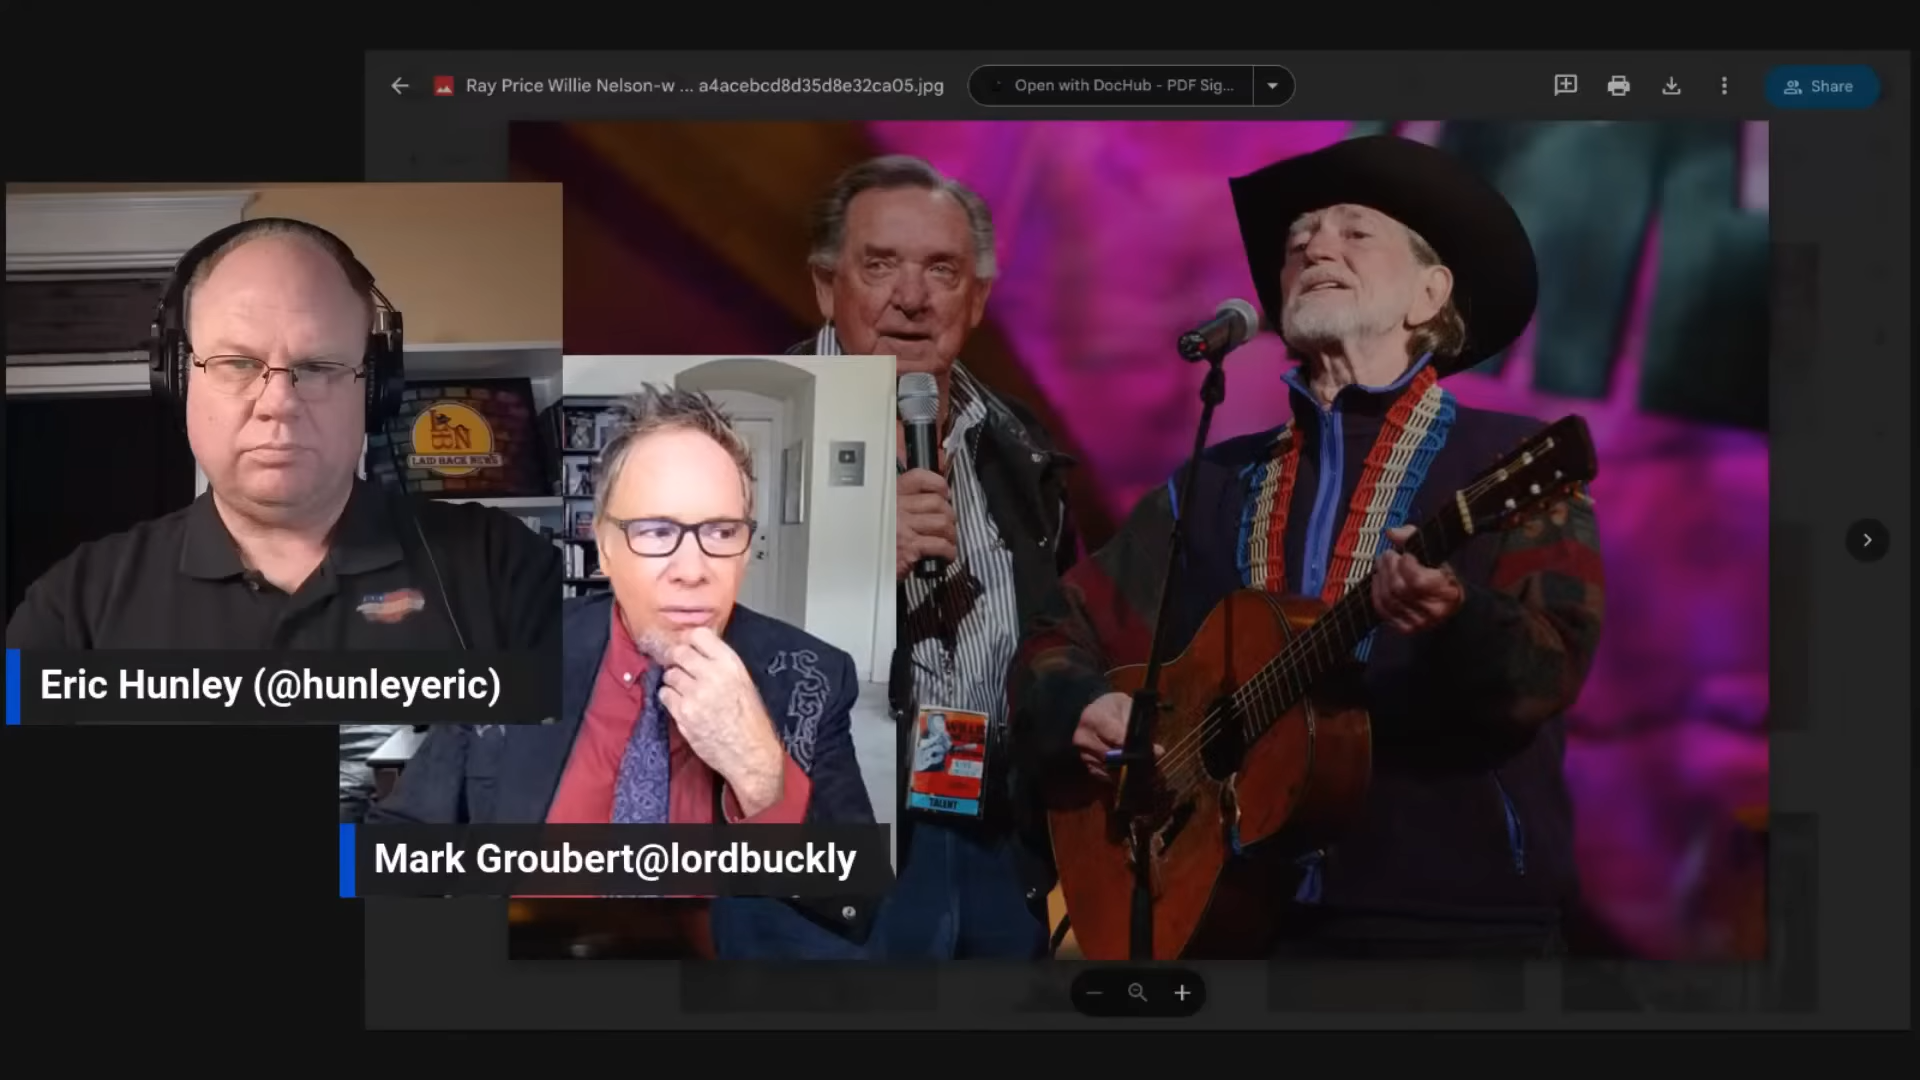 Ray Price Willie Nelson-w ... a4acebcd8d35d8e32ca05.jpg
Open with DocHub - PDF Sig...
Share
LAID BACK NEWS
Eric Hunley (@hunleyeric)
TALENT
Mark Groubert@lordbuckly